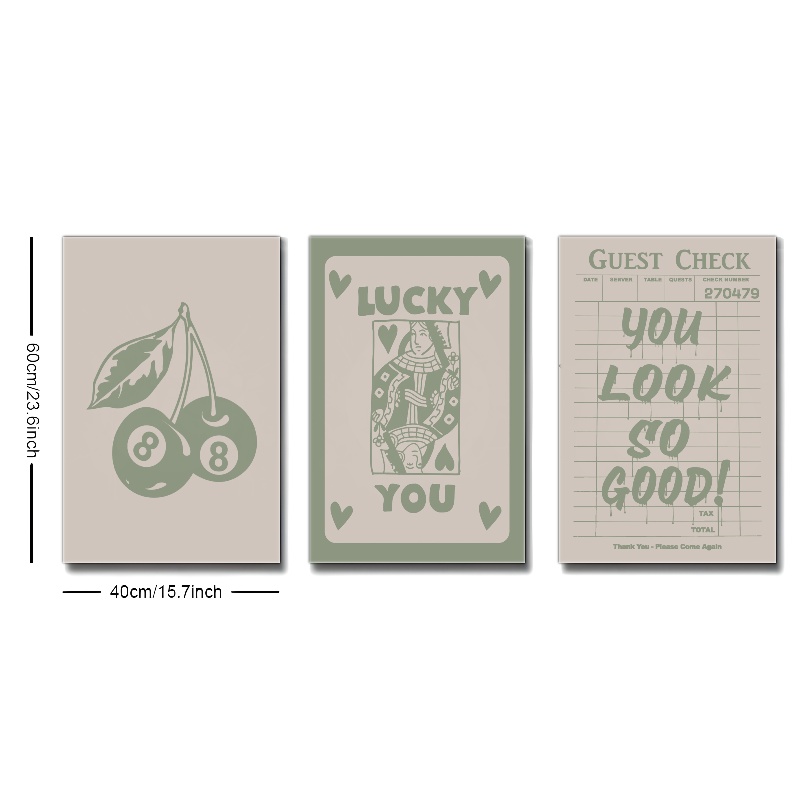 60cm/23.6inch
40cm/15.7inch
8
8
LUCKY
YOU
GUEST CHECK
DATE SERVER TABLE GUESTS CHECK NUMBER
270479
YOU
LOOK
SO
GOOD!
TAX
TOTAL
Thank You - Please Come Again